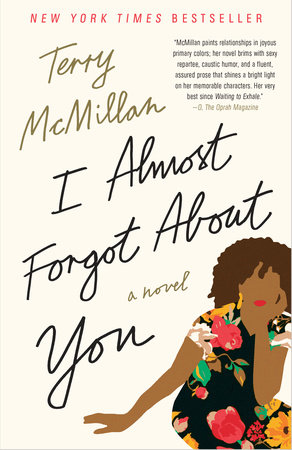 NEW YORK TIMES BESTSELLER
Terry
McMillan
"McMillan paints relationships in joyous
primary colors; her novel brims with sexy
repartee, caustic humor, and a fluent,
assured prose that shines a bright light
on her memorable characters. Her very
best since Waiting to Exhale."
—O, The Oprah Magazine
I Almost
Forgot About
You
a novel